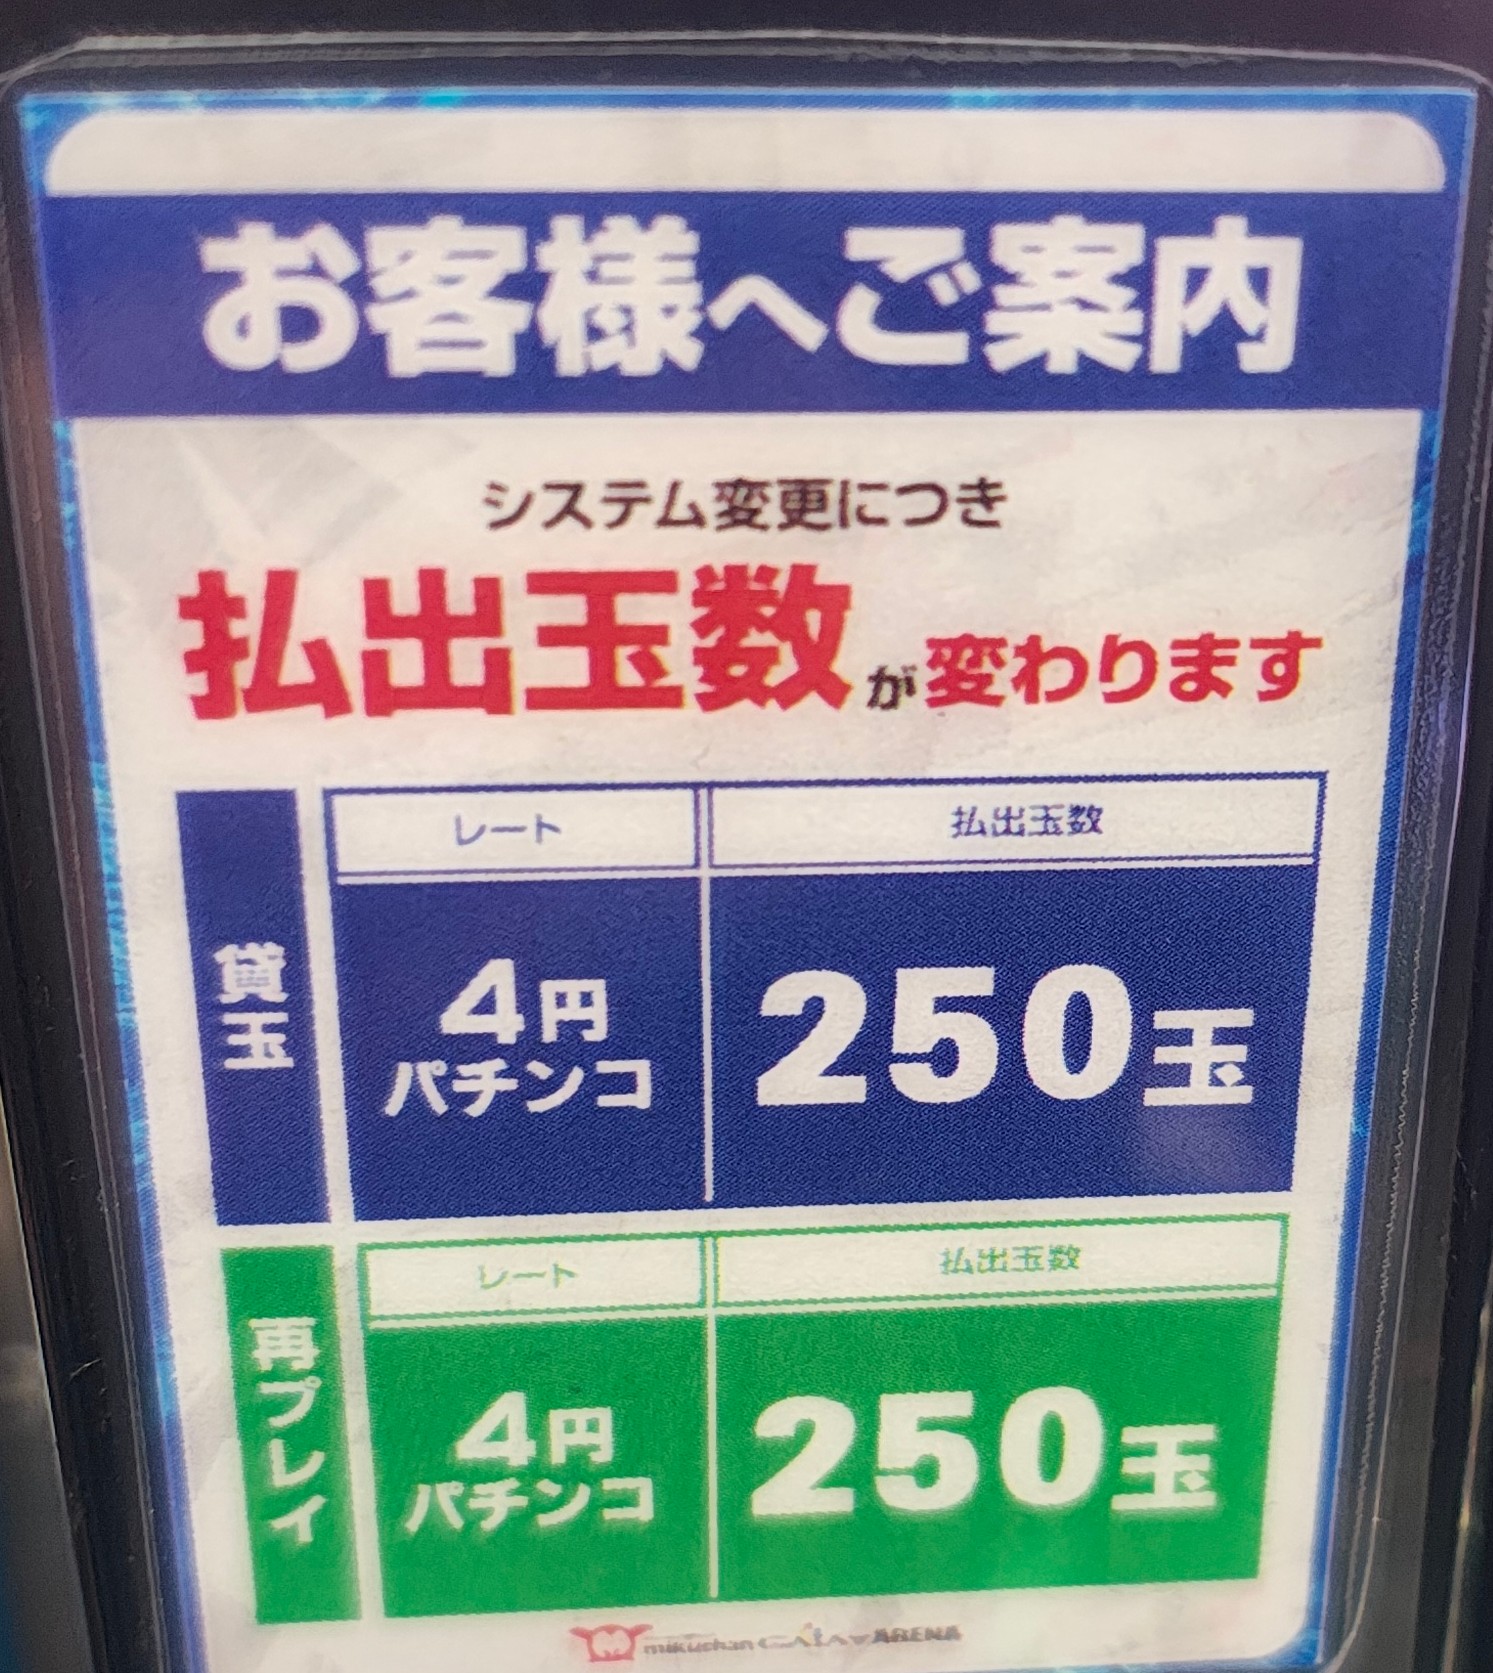 お客様へご案内
システム変更につき
払出玉数が変わります
レート 払出玉数
貸玉
4円
パチンコ
250玉
レート 払出玉数
再プレイ
4円
パチンコ
250玉
mikuchan GAIA ARENA